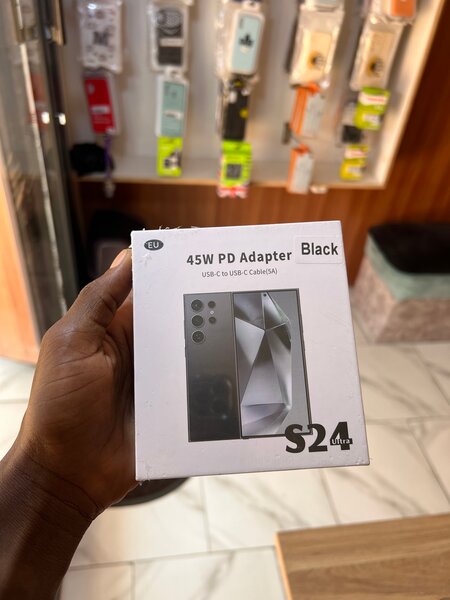 EU
45W PD Adapter
Black
USB-C to USB-C Cable(5A)
S24
Ultra